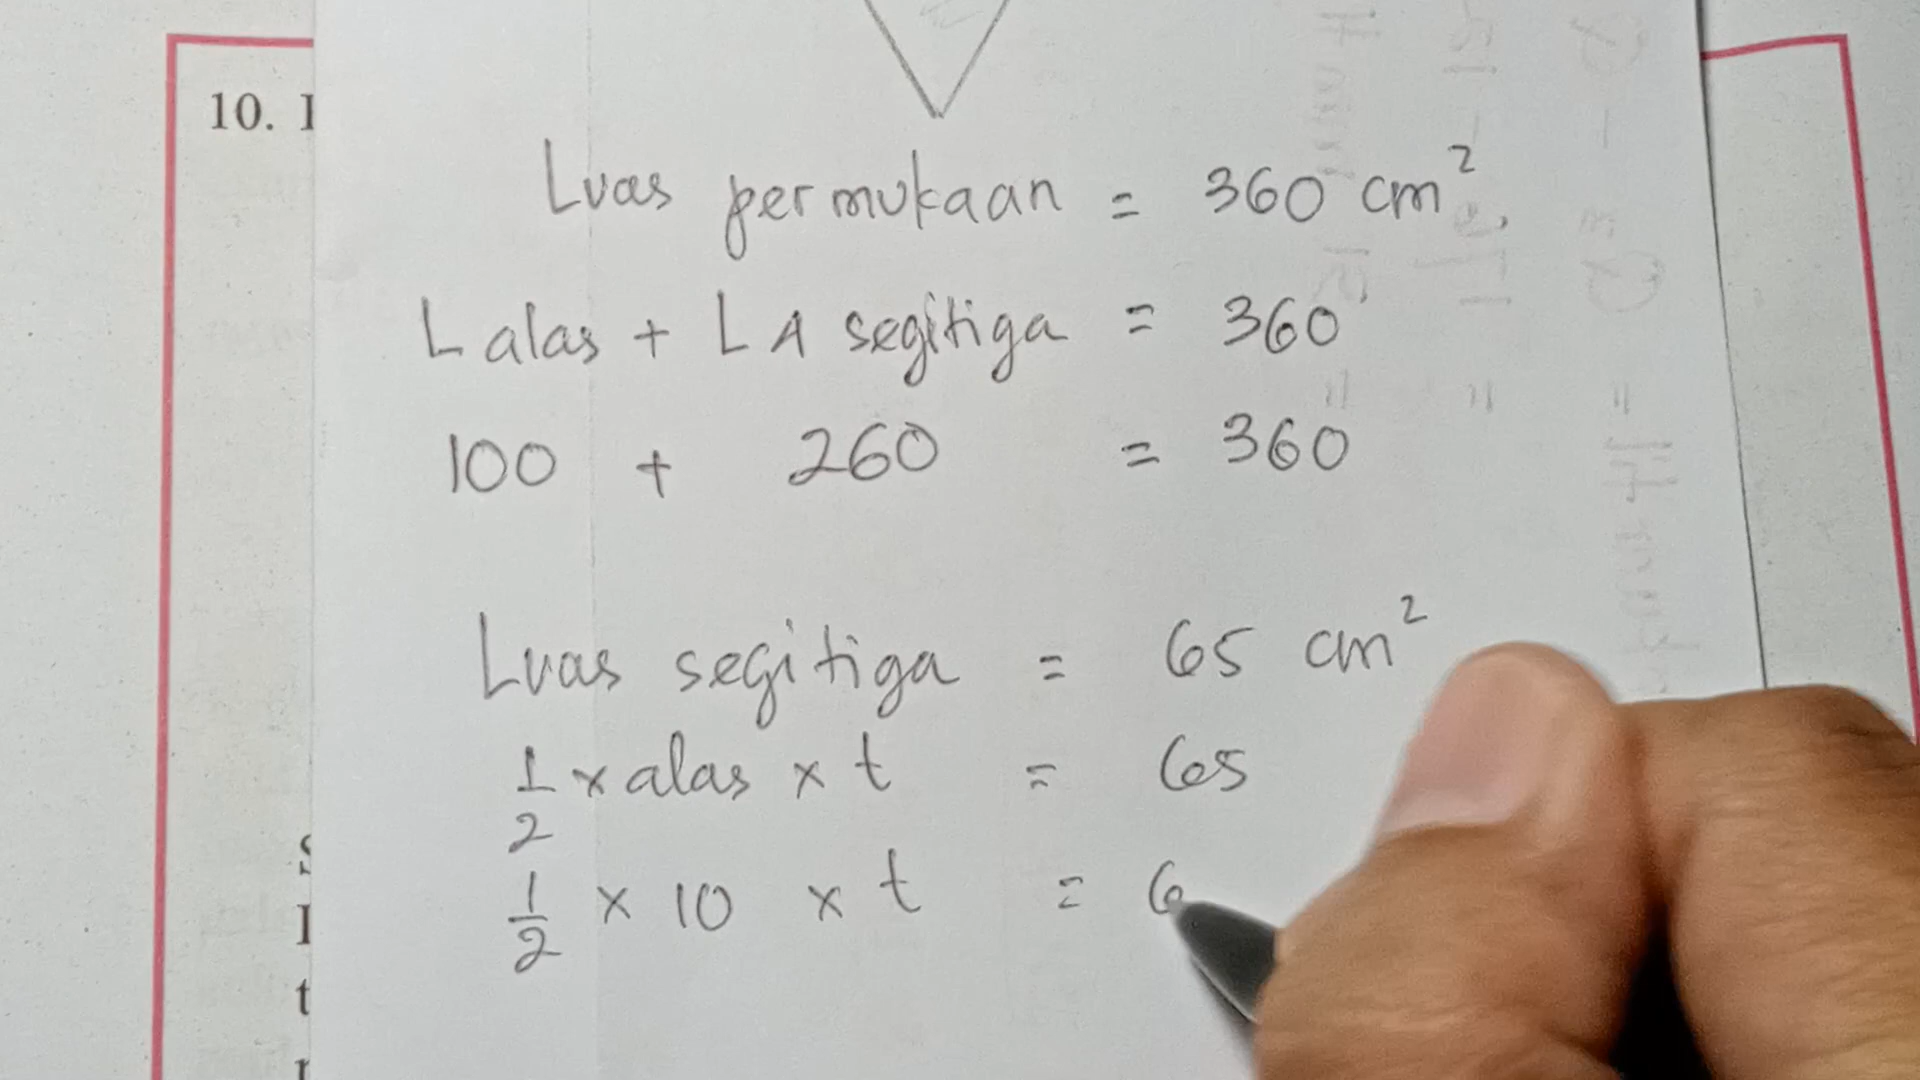 10. I
Luas permukaan = 360 cm²
L alas + L A segitiga = 360
100 + 260 = 360
Luas segitiga = 65 cm²
1/2 x alas x t = 65
1/2 x 10 x t = 6